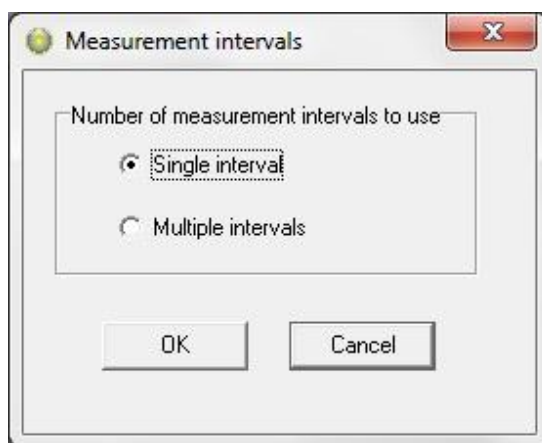 Measurement intervals
Number of measurement intervals to use
Single interval
Multiple intervals
OK
Cancel